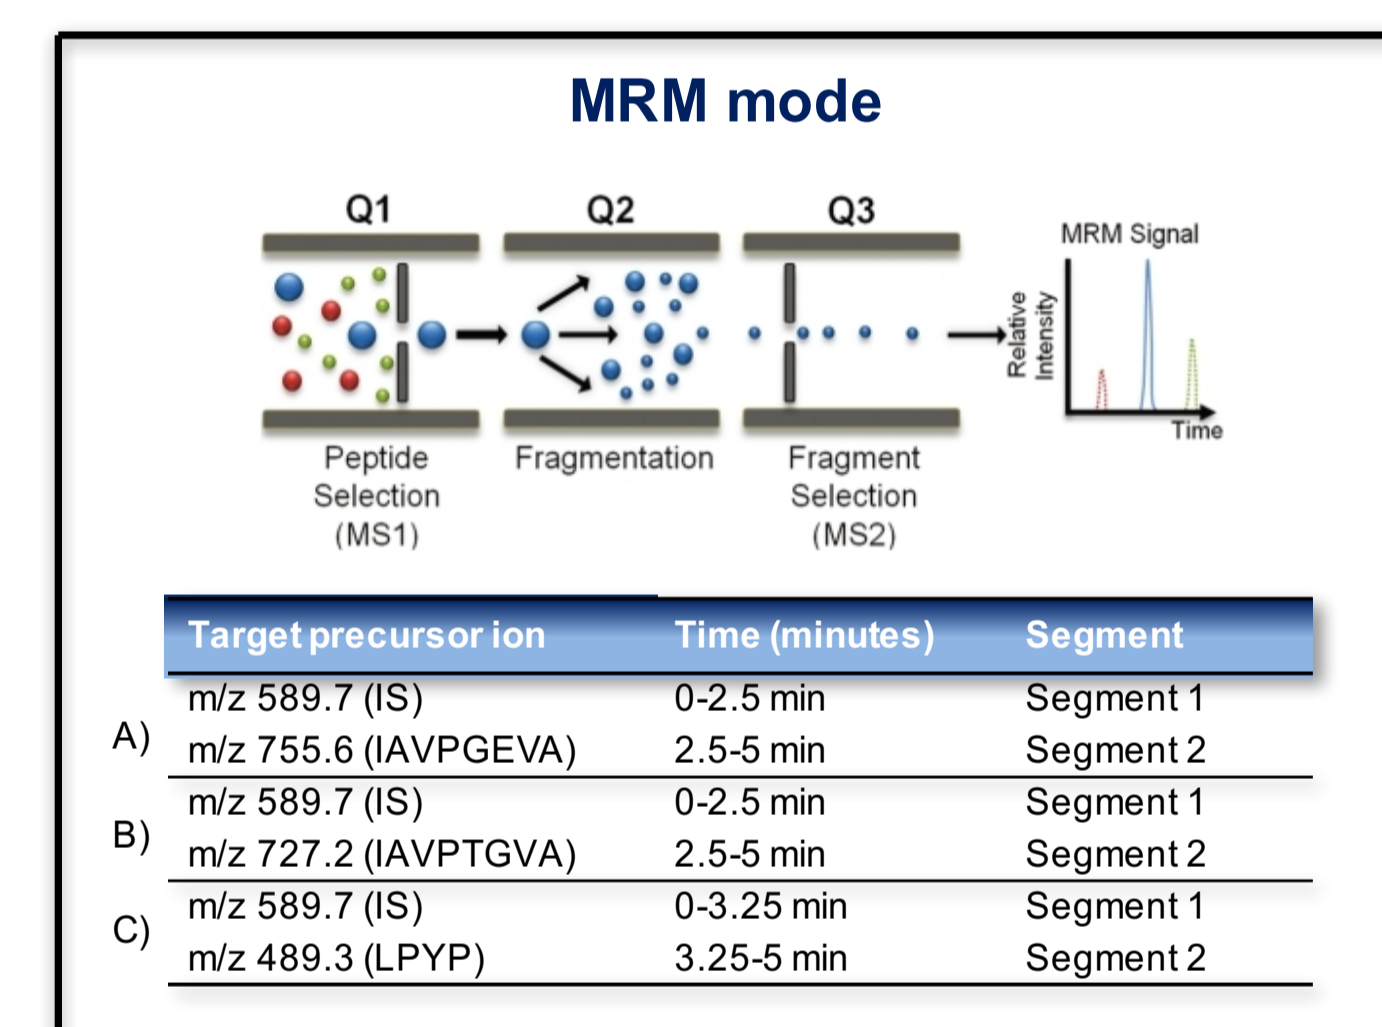 MRM mode
Q1 Q2 Q3
MRM Signal
Relative
Intensity
Time
Peptide
Selection
(MS1)
Fragmentation
Fragment
Selection
(MS2)
Target precursor ion Time (minutes) Segment
A)
m/z 589.7 (IS) 0-2.5 min Segment 1
m/z 755.6 (IAVPGEVA) 2.5-5 min Segment 2
B)
m/z 589.7 (IS) 0-2.5 min Segment 1
m/z 727.2 (IAVPTGVA) 2.5-5 min Segment 2
C)
m/z 589.7 (IS) 0-3.25 min Segment 1
m/z 489.3 (LPYP) 3.25-5 min Segment 2